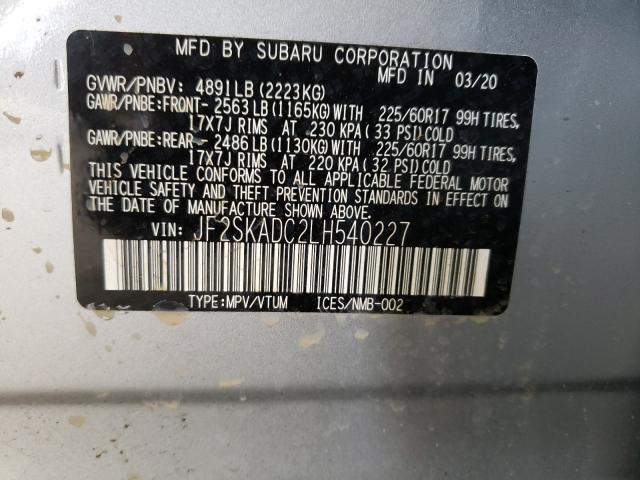 MFD BY SUBARU CORPORATION
MFD IN 03/20
GVWR/PNBV: 4891LB (2223KG)
GAWR/PNBE:FRONT- 2563LB (1165KG) WITH 225/60R17 99H TIRES,
17X7J RIMS AT 230 KPA (33 PSI) COLD
GAWR/PNBE:REAR - 2486LB (1130KG) WITH 225/60R17 99H TIRES,
17X7J RIMS AT 220 KPA (32 PSI) COLD
THIS VEHICLE CONFORMS TO ALL APPLICABLE FEDERAL MOTOR
VEHICLE SAFETY AND THEFT PREVENTION STANDARDS IN EFFECT ON
THE DATE OF MANUFACTURE SHOWN ABOVE.
VIN: JF2SKADC2LH540227
TYPE:MPV/VTUM ICES/NMB-002